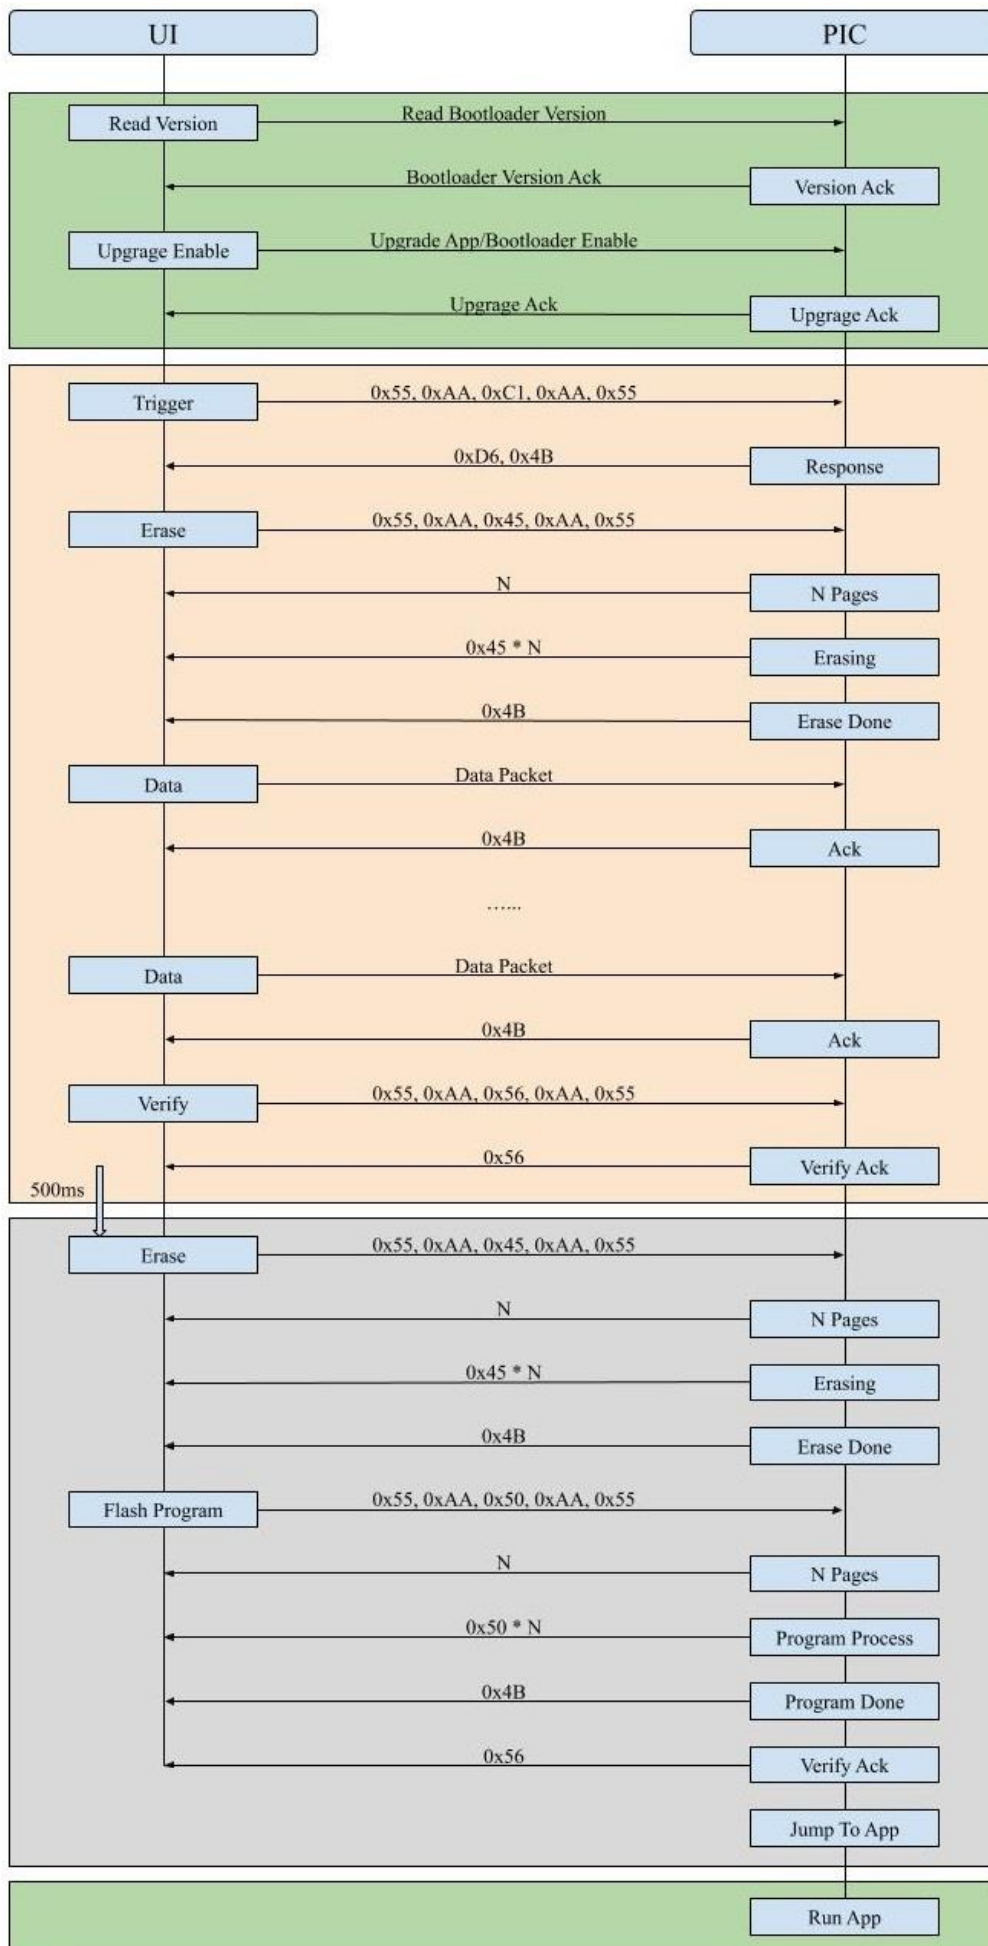 UI
PIC
Read Version
Read Bootloader Version
Bootloader Version Ack
Version Ack
Upgrage Enable
Upgrade App/Bootloader Enable
Upgrage Ack
Upgrage Ack
Trigger
0x55, 0xAA, 0xC1, 0xAA, 0x55
0xD6, 0x4B
Response
Erase
0x55, 0xAA, 0x45, 0xAA, 0x55
N
N Pages
0x45 * N
Erasing
0x4B
Erase Done
Data
Data Packet
0x4B
Ack
......
Data
Data Packet
0x4B
Ack
Verify
0x55, 0xAA, 0x56, 0xAA, 0x55
0x56
Verify Ack
500ms
Erase
0x55, 0xAA, 0x45, 0xAA, 0x55
N
N Pages
0x45 * N
Erasing
0x4B
Erase Done
Flash Program
0x55, 0xAA, 0x50, 0xAA, 0x55
N
N Pages
0x50 * N
Program Process
0x4B
Program Done
0x56
Verify Ack
Jump To App
Run App